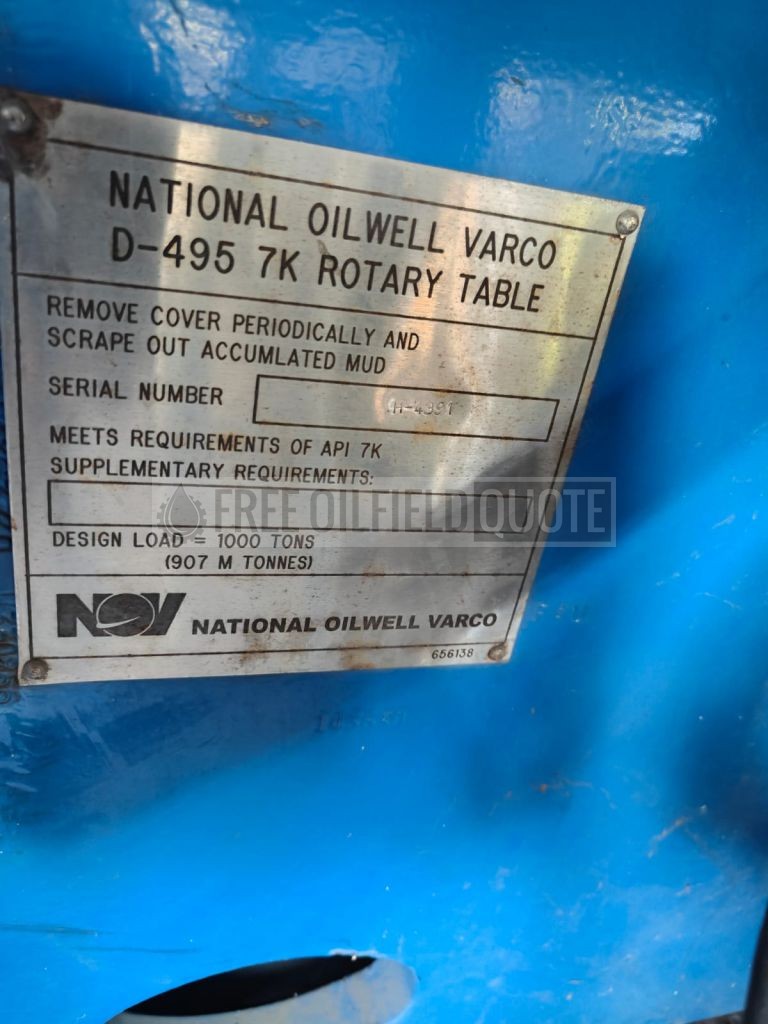 NATIONAL OILWELL VARCO
D-495 7K ROTARY TABLE
REMOVE COVER PERIODICALLY AND
SCRAPE OUT ACCUMLATED MUD
SERIAL NUMBER
MEETS REQUIREMENTS OF API 7K
SUPPLEMENTARY REQUIREMENTS:
FREE OILFIELD QUOTE
DESIGN LOAD = 1000 TONS
(907 M TONNES)
NOV NATIONAL OILWELL VARCO
656138